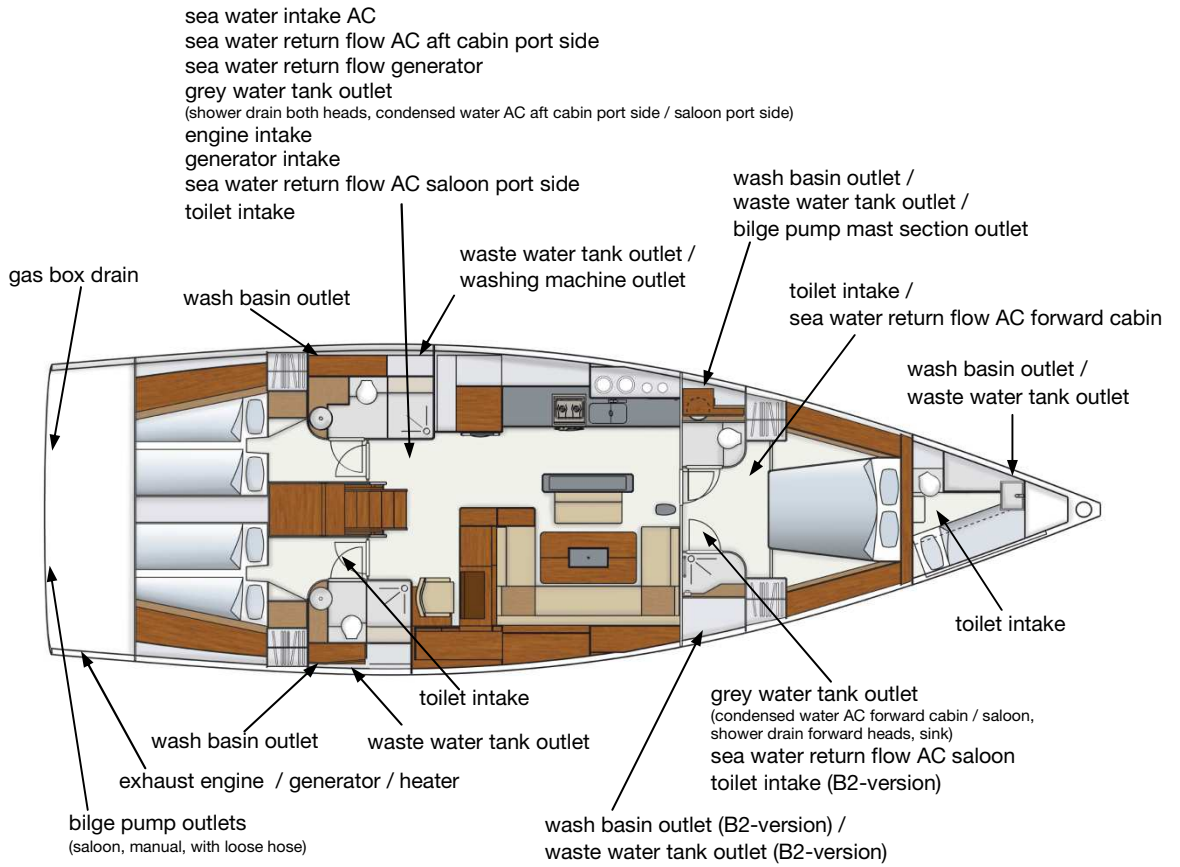 sea water intake AC
sea water return flow AC aft cabin port side
sea water return flow generator
grey water tank outlet
(shower drain both heads, condensed water AC aft cabin port side / saloon port side)
engine intake
generator intake
sea water return flow AC saloon port side
toilet intake
wash basin outlet /
waste water tank outlet /
bilge pump mast section outlet
waste water tank outlet /
washing machine outlet
gas box drain
wash basin outlet
toilet intake /
sea water return flow AC forward cabin
wash basin outlet /
waste water tank outlet
toilet intake
toilet intake
grey water tank outlet
(condensed water AC forward cabin / saloon,
shower drain forward heads, sink)
sea water return flow AC saloon
toilet intake (B2-version)
wash basin outlet
waste water tank outlet
exhaust engine / generator / heater
bilge pump outlets
(saloon, manual, with loose hose)
wash basin outlet (B2-version) /
waste water tank outlet (B2-version)